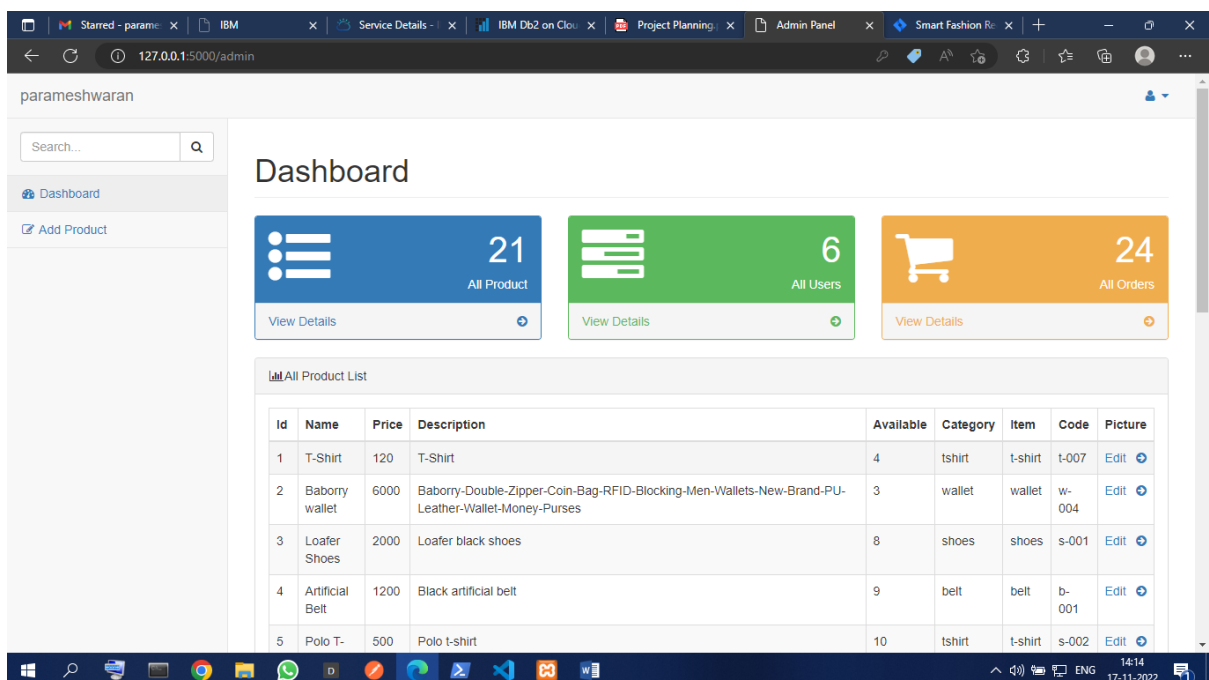 Starred - parame
IBM
Service Details -
IBM Db2 on Clou
Project Planning.
Admin Panel
Smart Fashion Re
127.0.0.1:5000/admin
parameshwaran
Search...
Dashboard
Add Product
Dashboard
21
All Product
View Details
6
All Users
View Details
24
All Orders
View Details
All Product List
Id Name Price Description Available Category Item Code Picture
1 T-Shirt 120 T-Shirt 4 tshirt t-shirt t-007 Edit
2 Baborry 6000 Baborry-Double-Zipper-Coin-Bag-RFID-Blocking-Men-Wallets-New-Brand-PU- 3 wallet wallet w- Edit
wallet Leather-Wallet-Money-Purses 004
3 Loafer 2000 Loafer black shoes 8 shoes shoes s-001 Edit
Shoes
4 Artificial 1200 Black artificial belt 9 belt belt b- Edit
Belt 001
5 Polo T- 500 Polo t-shirt 10 tshirt t-shirt s-002 Edit
ENG
14:14
17-11-2022